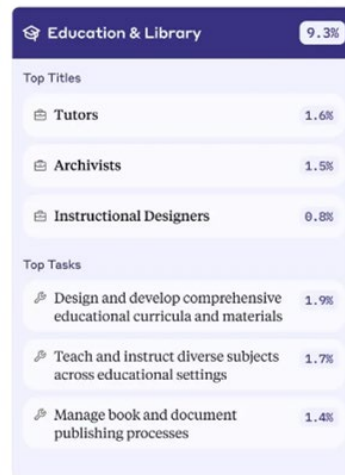 Education & Library 9.3%
Top Titles
Tutors 1.6%
Archivists 1.5%
Instructional Designers 0.8%
Top Tasks
Design and develop comprehensive 1.9%
educational curricula and materials
Teach and instruct diverse subjects 1.7%
across educational settings
Manage book and document 1.4%
publishing processes